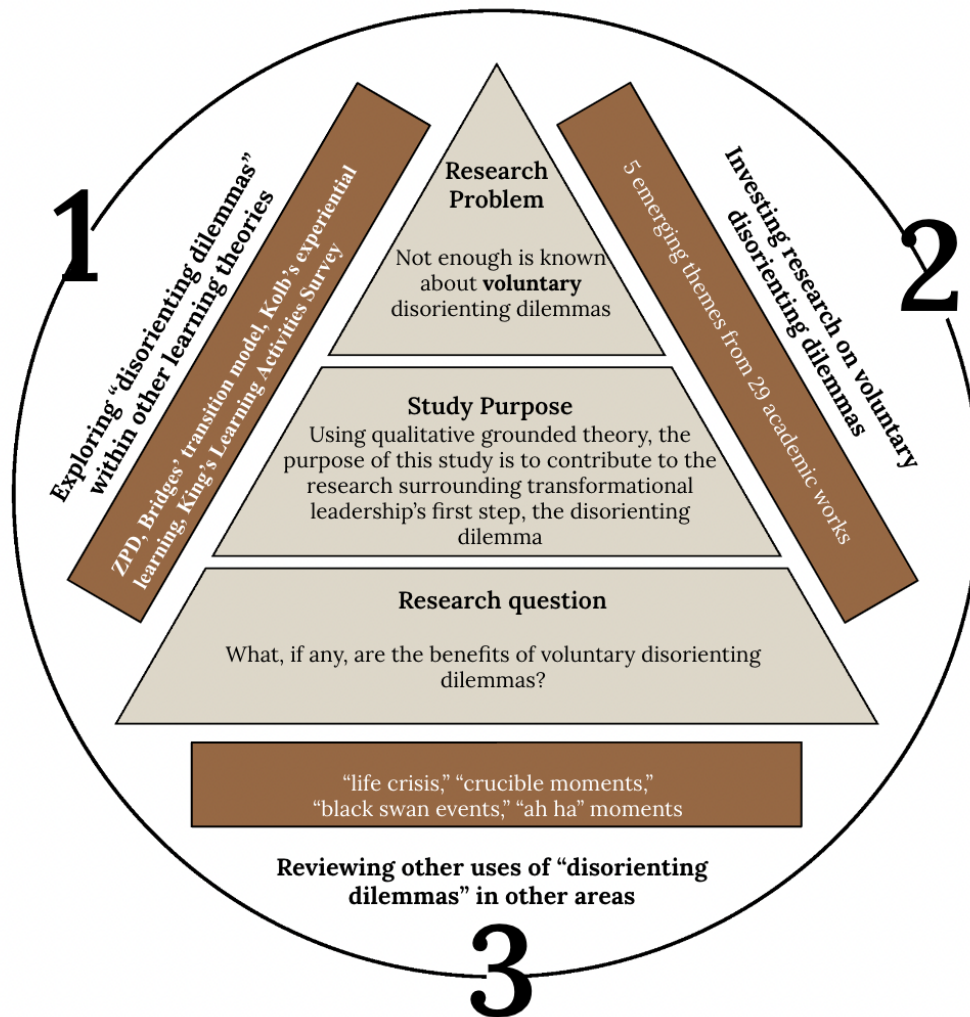 1
Exploring “disorienting dilemmas”
within other learning theories
ZPD, Bridges’ transition model, Kolb’s experiential
learning, King’s Learning Activities Survey
Research
Problem
Not enough is known
about voluntary
disorienting dilemmas
Study Purpose
Using qualitative grounded theory, the
purpose of this study is to contribute to the
research surrounding transformational
leadership’s first step, the disorienting
dilemma
Research question
What, if any, are the benefits of voluntary disorienting
dilemmas?
5 emerging themes from 29 academic works
Investing research on voluntary
disorienting dilemmas
2
“life crisis,” “crucible moments,”
“black swan events,” “ah ha” moments
Reviewing other uses of “disorienting
dilemmas” in other areas
3